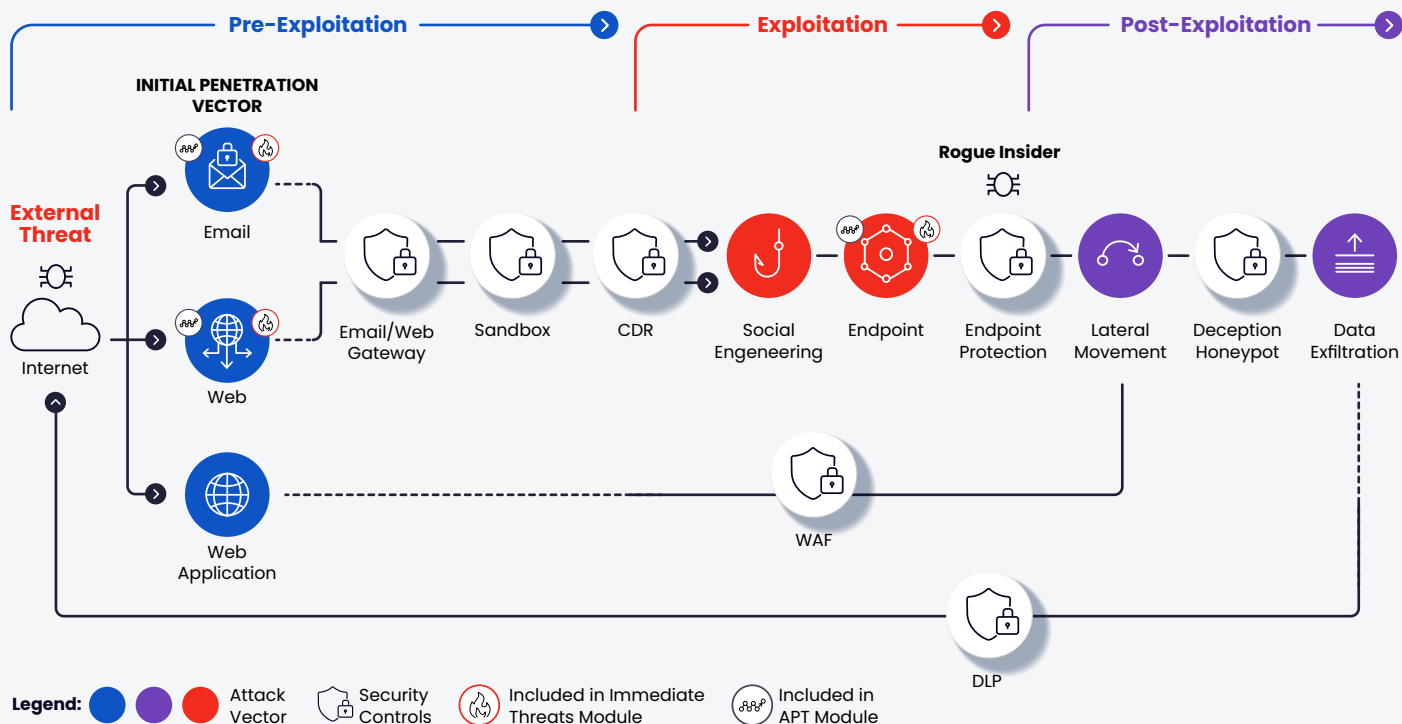 Pre-Exploitation
Exploitation
Post-Exploitation
INITIAL PENETRATION
VECTOR
Rogue Insider
External
Threat
Email
Internet
Web
Email/Web
Gateway
Sandbox
CDR
Social
Engeneering
Endpoint
Endpoint
Protection
Lateral
Movement
Deception
Honeypot
Data
Exfiltration
Web
Application
WAF
DLP
Legend:
Attack
Vector
Security
Controls
Included in Immediate
Threats Module
Included in
APT Module